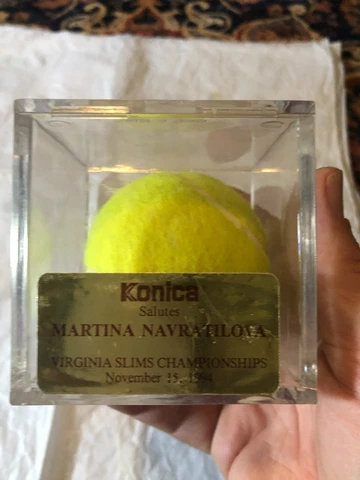 Konica
Salutes
MARTINA NAVRATILOVA
VIRGINIA SLIMS CHAMPIONSHIPS
November 15, 1994